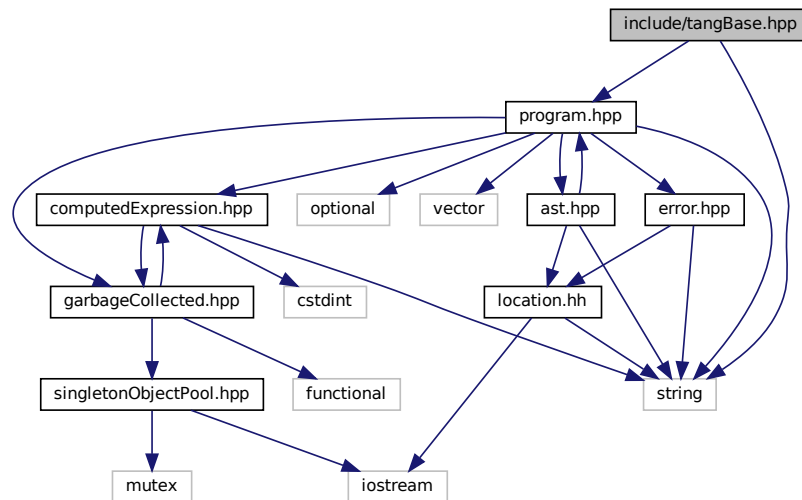 include/tangBase.hpp
program.hpp
computedExpression.hpp
optional
vector
ast.hpp
error.hpp
garbageCollected.hpp
cstdint
location.hh
singletonObjectPool.hpp
functional
string
mutex
iostream